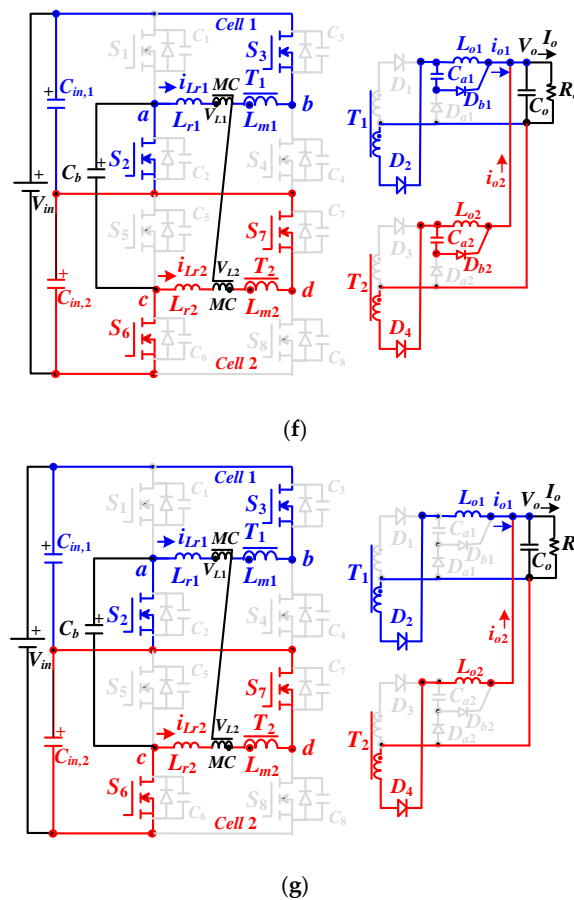 Cell 1
S1 C1 S3 C3
Cin,1 iLr1 MC T1
a Lr1 VL1 Lm1 b
Cb S2 C2 S4 C4
Vin
S5 C5 S7 C7
Cin,2 iLr2 VL2 T2
c Lr2 MC Lm2 d
S6 C6 S8 C8
Cell 2
Lo1 io1 Vo Io
D1 Ca1 Db1 Da1 Co R
T1 D2
io2
Lo2
D3 Ca2 Db2 Da2
T2 D4
(f)
Cell 1
S1 C1 S3 C3
Cin,1 iLr1 MC T1
a Lr1 VL1 Lm1 b
Cb S2 C2 S4 C4
Vin
S5 C5 S7 C7
Cin,2 iLr2 VL2 T2
c Lr2 MC Lm2 d
S6 C6 S8 C8
Cell 2
Lo1 io1 Vo Io
D1 Ca1 Db1 Da1 Co R
T1 D2
io2
Lo2
D3 Ca2 Db2 Da2
T2 D4
(g)